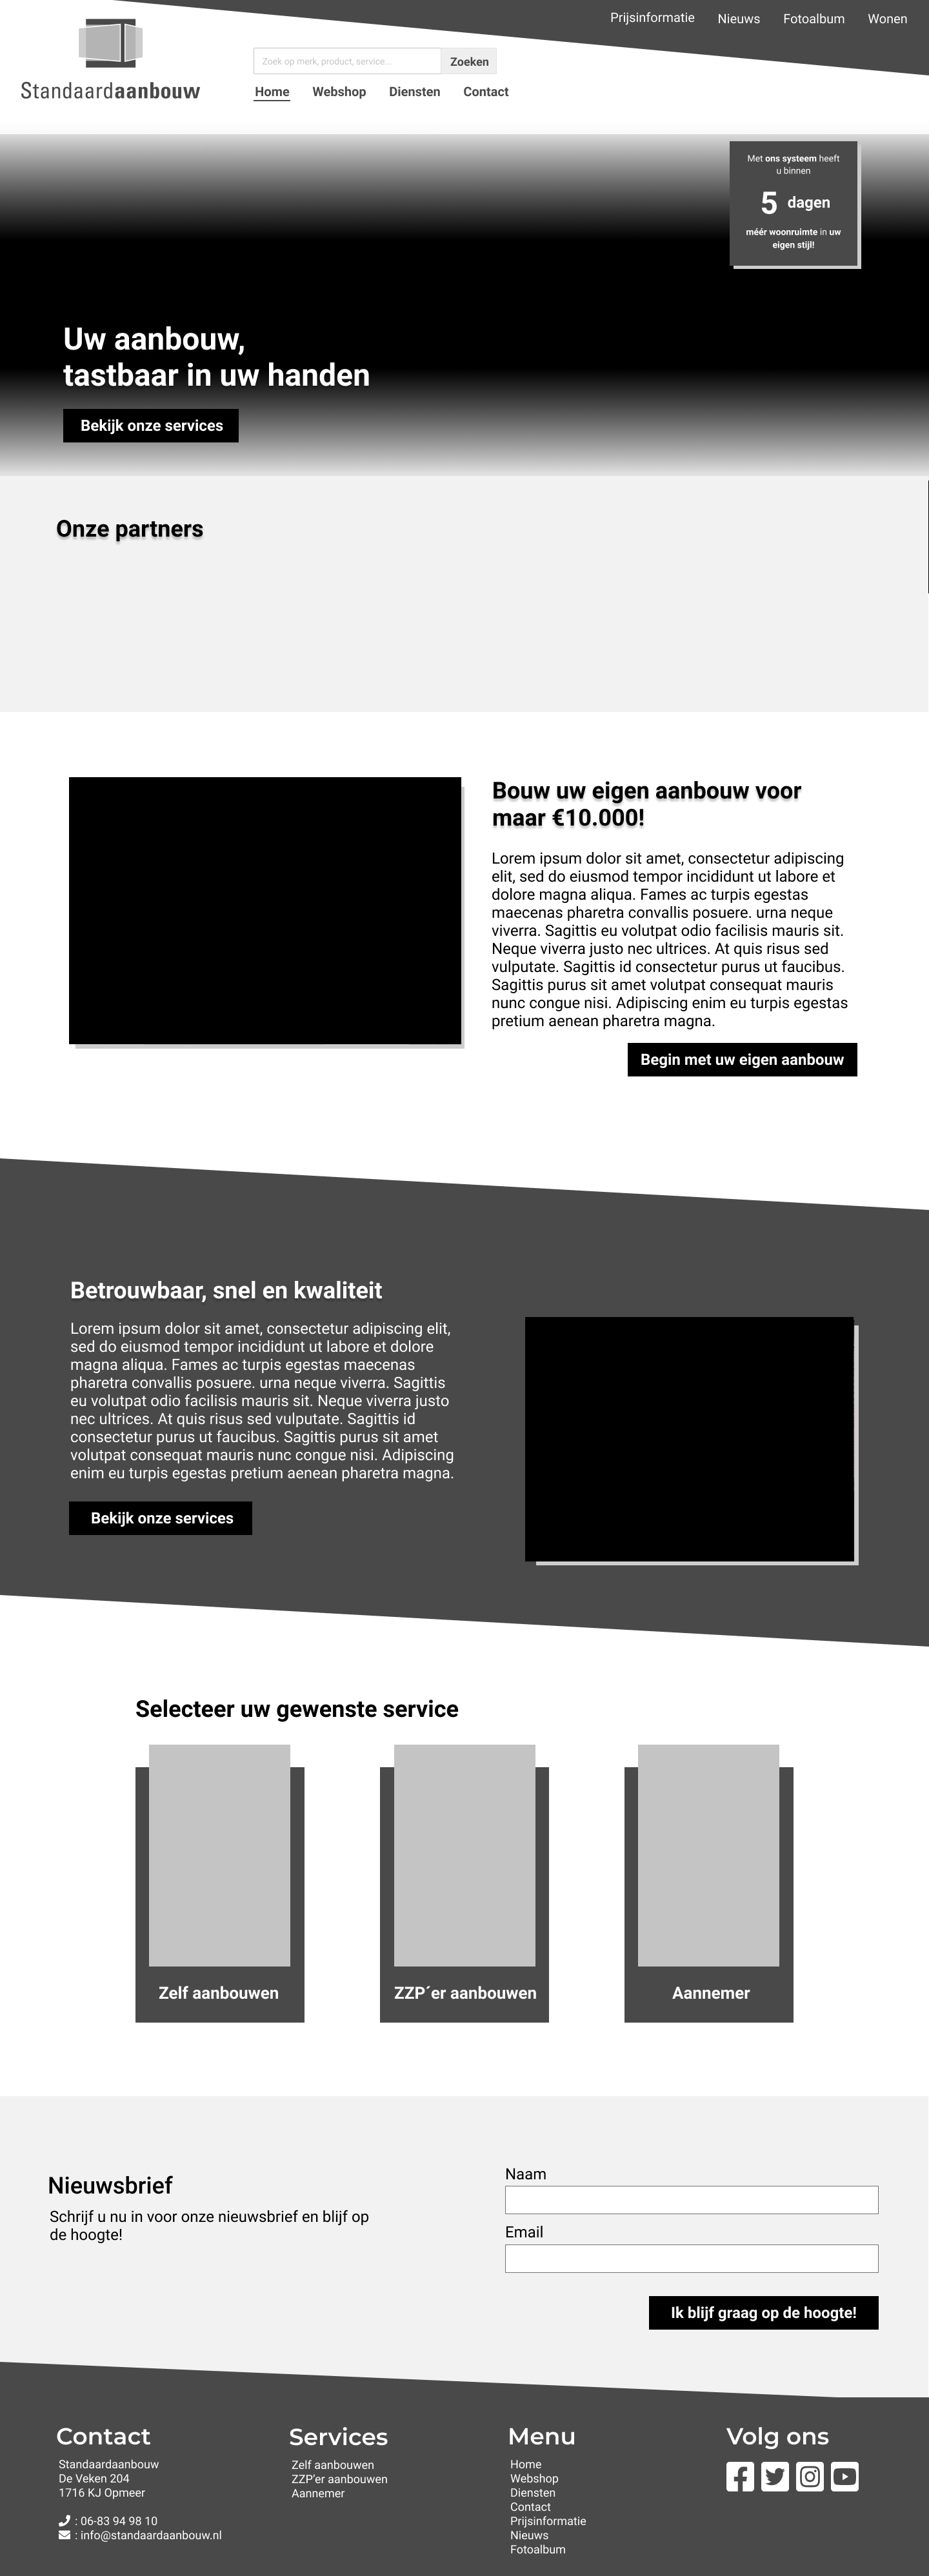 Prijsinformatie Nieuws Fotoalbum Wonen
Standaardaanbouw
Zoek op merk, product, service... Zoeken
Home Webshop Diensten Contact
Met ons systeem heeft
u binnen
5 dagen
méér woonruimte in uw
eigen stijl!
Uw aanbouw,
tastbaar in uw handen
Bekijk onze services
Onze partners
Bouw uw eigen aanbouw voor
maar €10.000!
Lorem ipsum dolor sit amet, consectetur adipiscing
elit, sed do eiusmod tempor incididunt ut labore et
dolore magna aliqua. Fames ac turpis egestas
maecenas pharetra convallis posuere. urna neque
viverra. Sagittis eu volutpat odio facilisis mauris sit.
Neque viverra justo nec ultrices. At quis risus sed
vulputate. Sagittis id consectetur purus ut faucibus.
Sagittis purus sit amet volutpat consequat mauris
nunc congue nisi. Adipiscing enim eu turpis egestas
pretium aenean pharetra magna.
Begin met uw eigen aanbouw
Betrouwbaar, snel en kwaliteit
Lorem ipsum dolor sit amet, consectetur adipiscing elit,
sed do eiusmod tempor incididunt ut labore et dolore
magna aliqua. Fames ac turpis egestas maecenas
pharetra convallis posuere. urna neque viverra. Sagittis
eu volutpat odio facilisis mauris sit. Neque viverra justo
nec ultrices. At quis risus sed vulputate. Sagittis id
consectetur purus ut faucibus. Sagittis purus sit amet
volutpat consequat mauris nunc congue nisi. Adipiscing
enim eu turpis egestas pretium aenean pharetra magna.
Bekijk onze services
Selecteer uw gewenste service
Zelf aanbouwen
ZZP´er aanbouwen
Aannemer
Nieuwsbrief
Schrijf u nu in voor onze nieuwsbrief en blijf op
de hoogte!
Naam
Email
Ik blijf graag op de hoogte!
Contact
Standaardaanbouw
De Veken 204
1716 KJ Opmeer
: 06-83 94 98 10
: info@standaardaanbouw.nl
Services
Zelf aanbouwen
ZZP'er aanbouwen
Aannemer
Menu
Home
Webshop
Diensten
Contact
Prijsinformatie
Nieuws
Fotoalbum
Volg ons